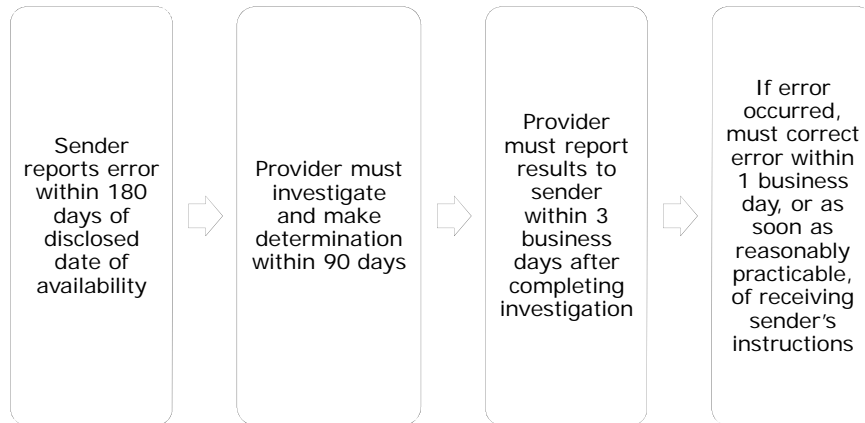 Sender
reports error
within 180
days of
disclosed
date of
availability
Provider must
investigate
and make
determination
within 90 days
Provider
must report
results to
sender
within 3
business
days after
completing
investigation
If error
occurred,
must correct
error within
1 business
day, or as
soon as
reasonably
practicable,
of receiving
sender's
instructions